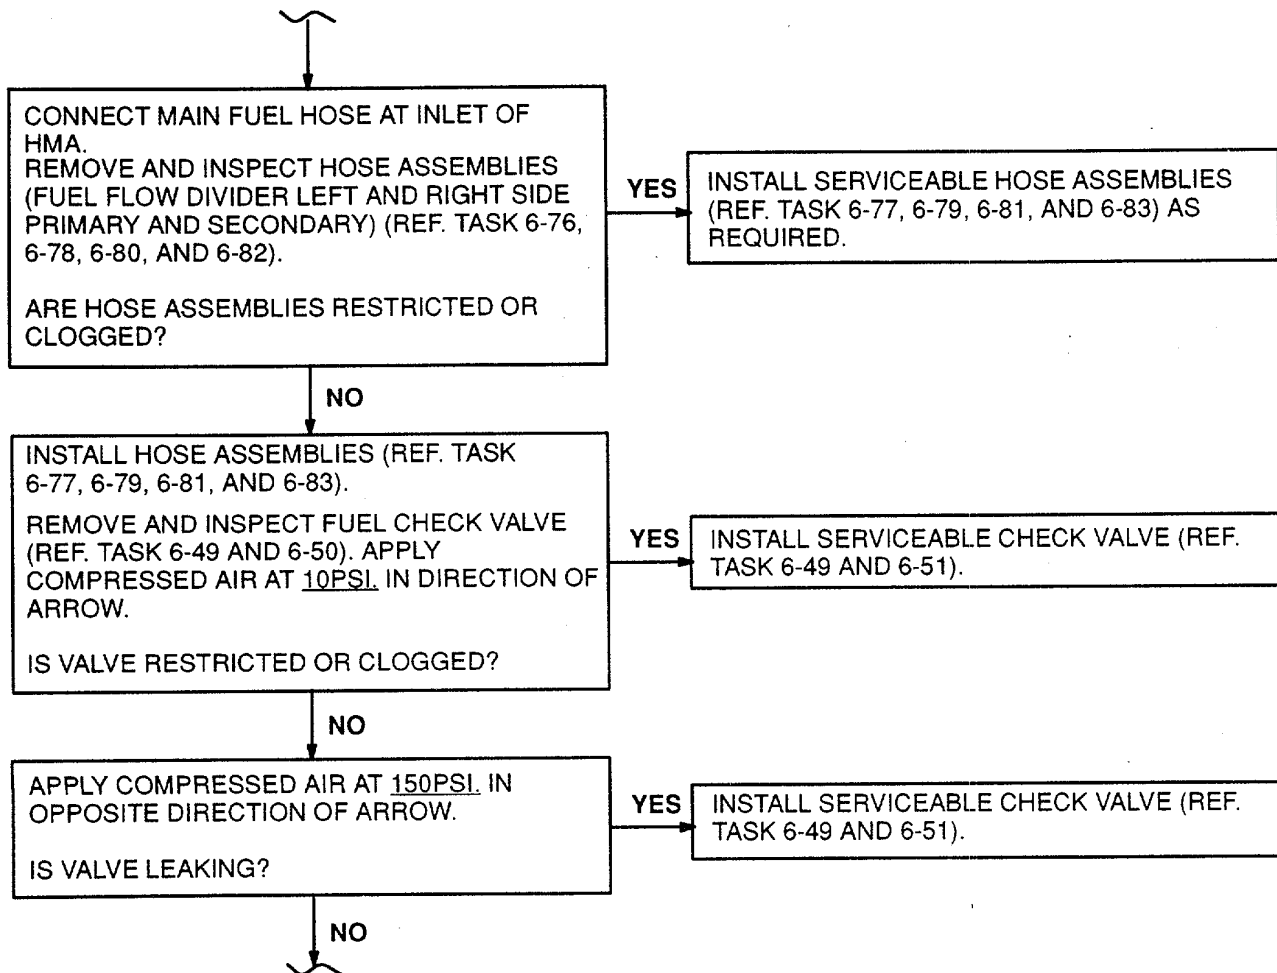 CONNECT MAIN FUEL HOSE AT INLET OF
HMA.
REMOVE AND INSPECT HOSE ASSEMBLIES
(FUEL FLOW DIVIDER LEFT AND RIGHT SIDE
PRIMARY AND SECONDARY) (REF. TASK 6-76,
6-78, 6-80, AND 6-82).
ARE HOSE ASSEMBLIES RESTRICTED OR
CLOGGED?
YES
INSTALL SERVICEABLE HOSE ASSEMBLIES
(REF. TASK 6-77, 6-79, 6-81, AND 6-83) AS
REQUIRED.
NO
INSTALL HOSE ASSEMBLIES (REF. TASK
6-77, 6-79, 6-81, AND 6-83).
REMOVE AND INSPECT FUEL CHECK VALVE
(REF. TASK 6-49 AND 6-50). APPLY
COMPRESSED AIR AT 10PSI. IN DIRECTION OF
ARROW.
IS VALVE RESTRICTED OR CLOGGED?
YES
INSTALL SERVICEABLE CHECK VALVE (REF.
TASK 6-49 AND 6-51).
NO
APPLY COMPRESSED AIR AT 150PSI. IN
OPPOSITE DIRECTION OF ARROW.
IS VALVE LEAKING?
YES
INSTALL SERVICEABLE CHECK VALVE (REF.
TASK 6-49 AND 6-51).
NO